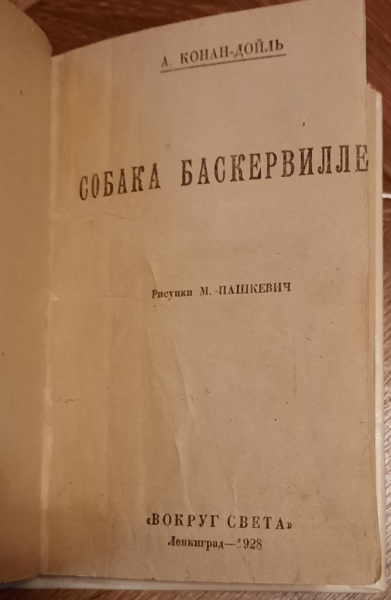 А. КОНАН-ДОЙЛЬ
СОБАКА БАСКЕРВИЛЛЕ
Рисунки М. ПАШКЕВИЧ
«ВОКРУГ СВЕТА»
Ленинград—1928